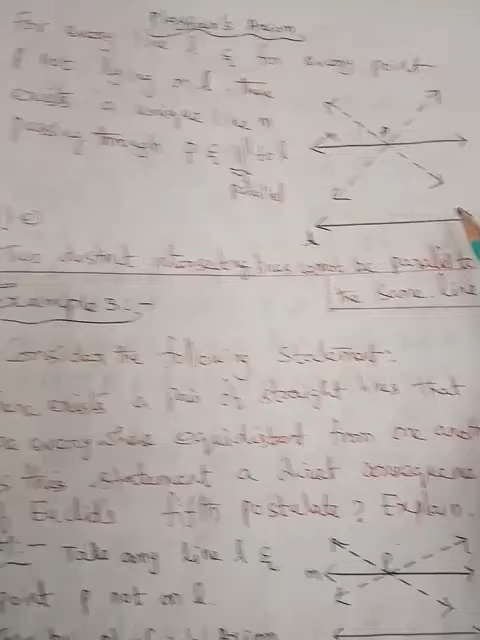 Playfair's Axiom
For every line l & for every point
P not lying on l, there
exists a unique line m
passing through P & || to l
parallel
P
m
l
(i e)
Two distinct intersecting lines cannot be parallel to
the same line
Example 3:-
Consider the following statement:
there exists a pair of straight lines that
are everywhere equidistant from one anoth
Is this statement a direct consequence
of Euclid's fifth postulate? Explain.
Take any line l &
point P not on l.
P
m